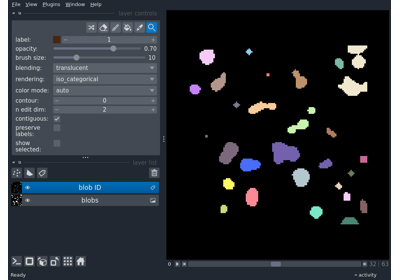 File View Plugins Window Help
layer controls
label: 1
opacity: 0.70
brush size: 10
blending: translucent
rendering: iso_categorical
color mode: auto
contour: 0
n edit dim: 2
contiguous:
preserve
labels:
show
selected:
layer list
blob ID
blobs
32 63
Ready
activity